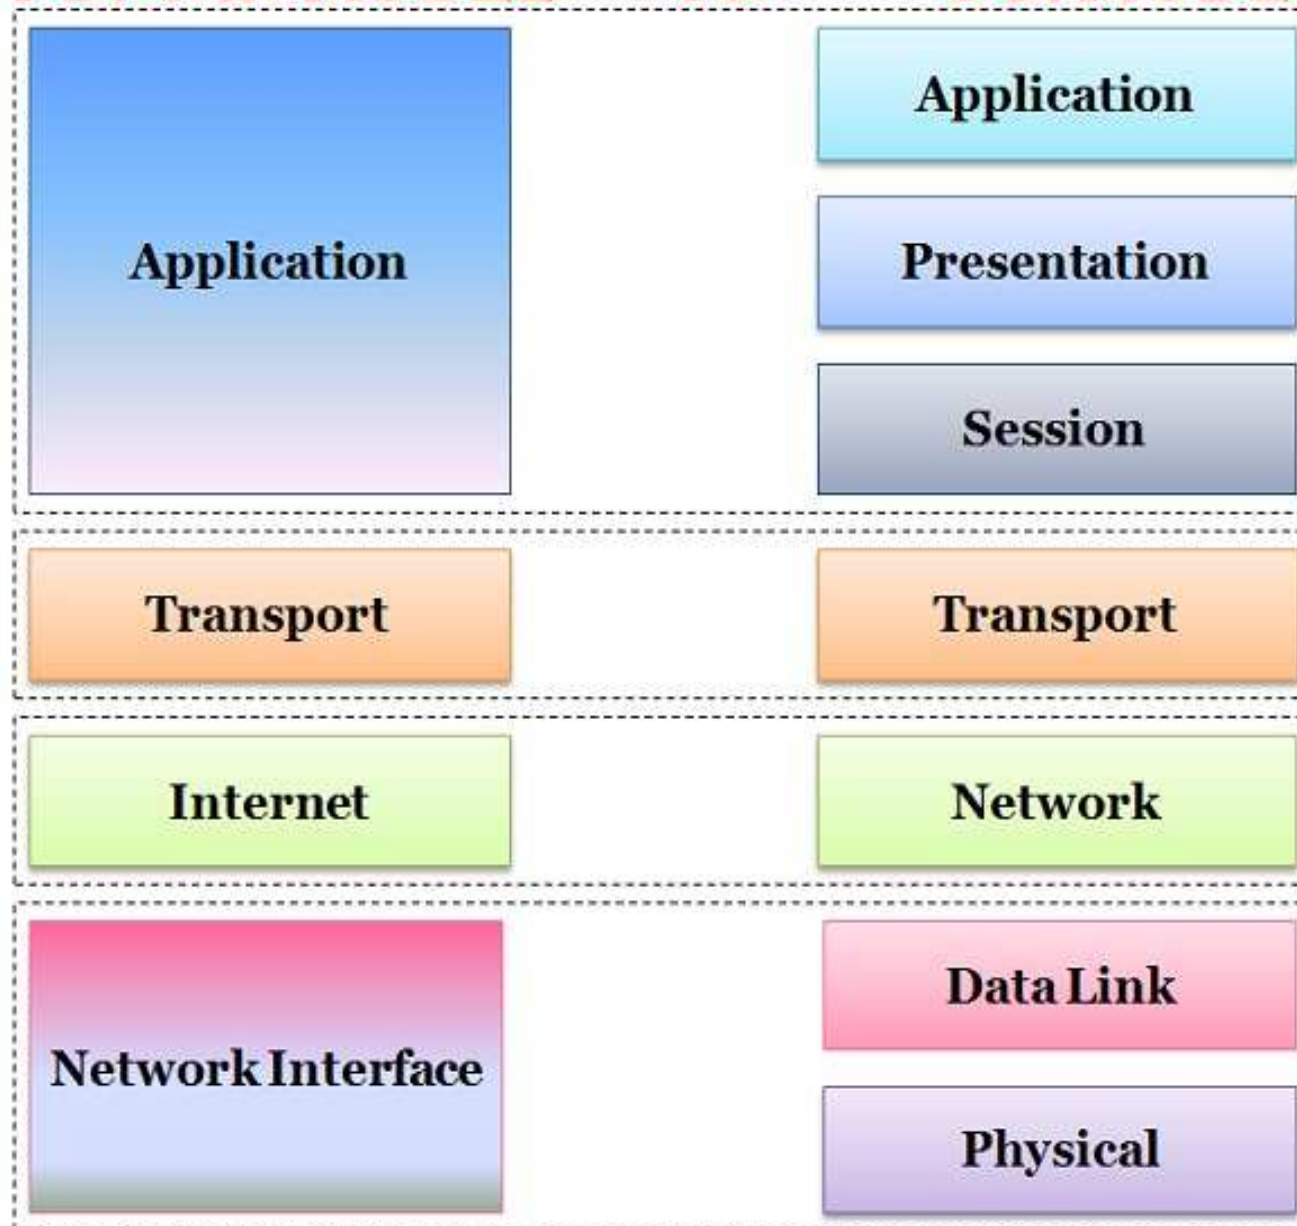 Application
Application
Presentation
Session
Transport
Transport
Internet
Network
Network Interface
Data Link
Physical